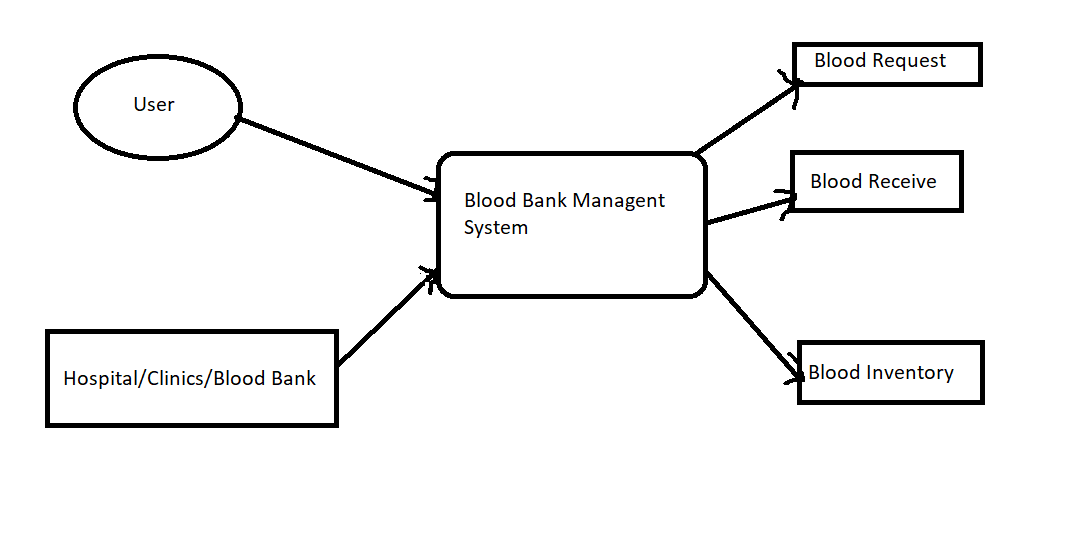 User
Hospital/Clinics/Blood Bank
Blood Bank Managent
System
Blood Request
Blood Receive
Blood Inventory